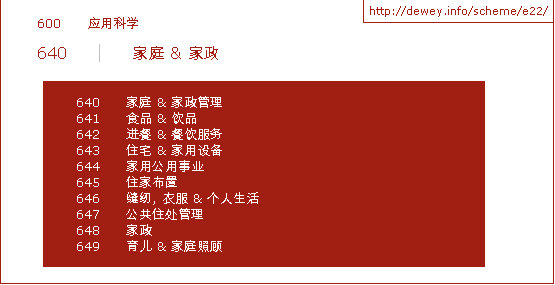 http://dewey.info/scheme/e22/
600 应用科学
640 家庭 & 家政
640 家庭 & 家政管理
641 食品 & 饮品
642 进餐 & 餐饮服务
643 住宅 & 家用设备
644 家用公用事业
645 住家布置
646 缝纫, 衣服 & 个人生活
647 公共住处管理
648 家政
649 育儿 & 家庭照顾